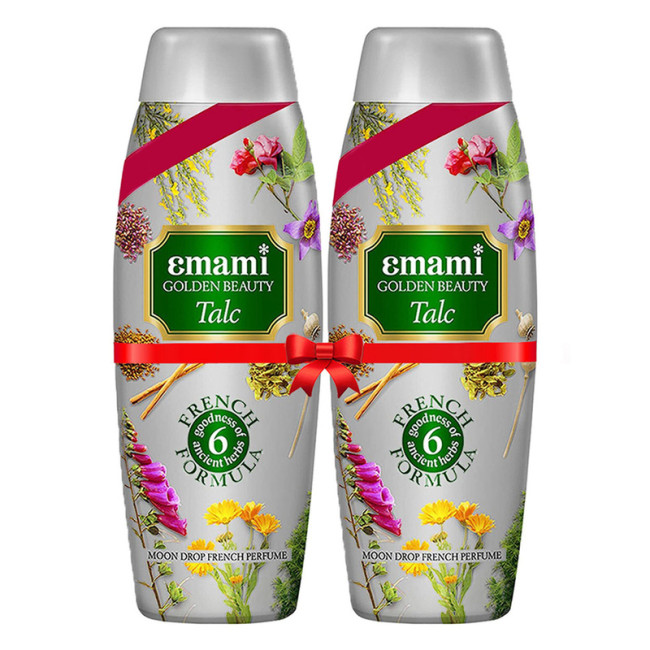 emami*
GOLDEN BEAUTY
Talc
FRENCH
goodness of
6
ancient herbs
FORMULA
MOON DROP FRENCH PERFUME
emami*
GOLDEN BEAUTY
Talc
FRENCH
goodness of
6
ancient herbs
FORMULA
MOON DROP FRENCH PERFUME